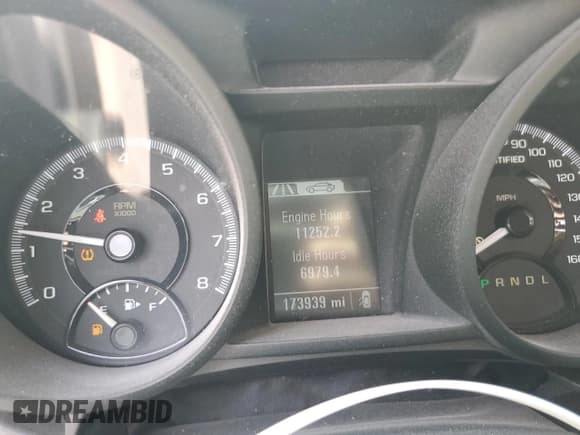 0 1 2 3 4 5 6 7 8
RPM
X1000
E F
Engine Hours
11252.2
Idle Hours
6979.4
173939 mi
90 100 110 120 130
160
MPH
P R N D L
DREAMBID